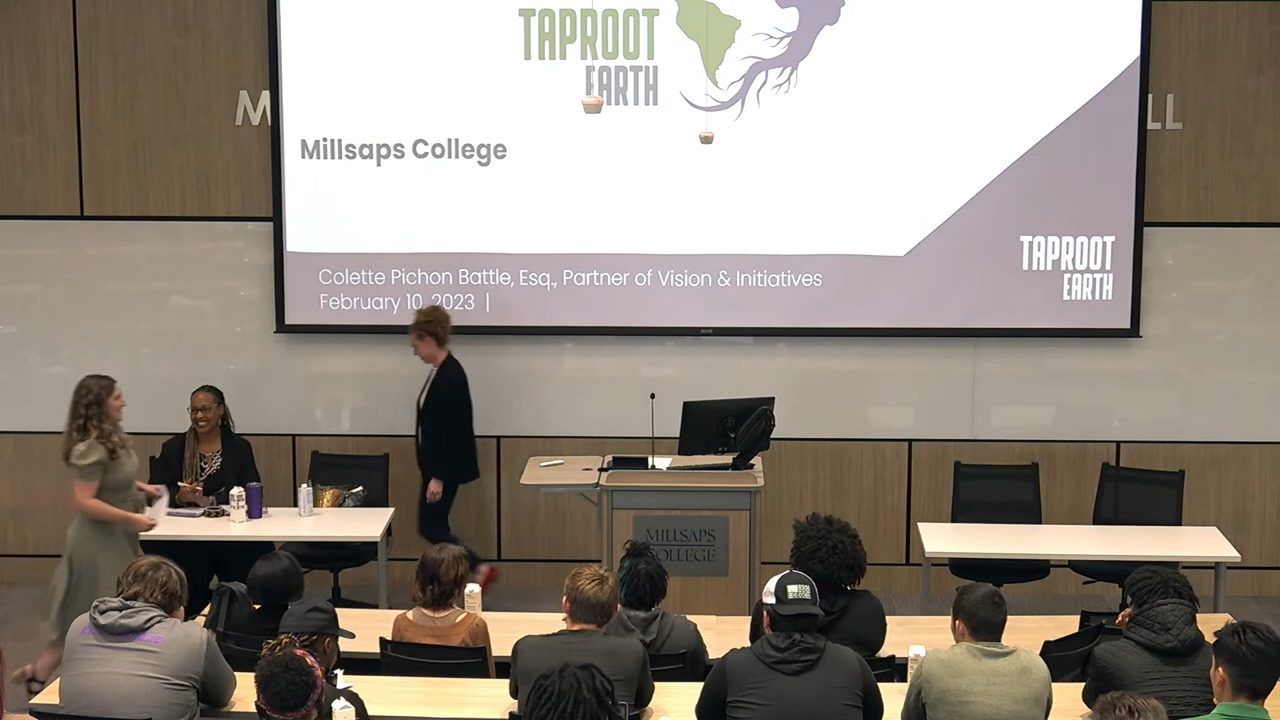 TAPROOT
EARTH
M
LL
Millsaps College
TAPROOT
EARTH
Colette Pichon Battle, Esq., Partner of Vision & Initiatives
February 10, 2023 |
MILLSAPS
COLLEGE